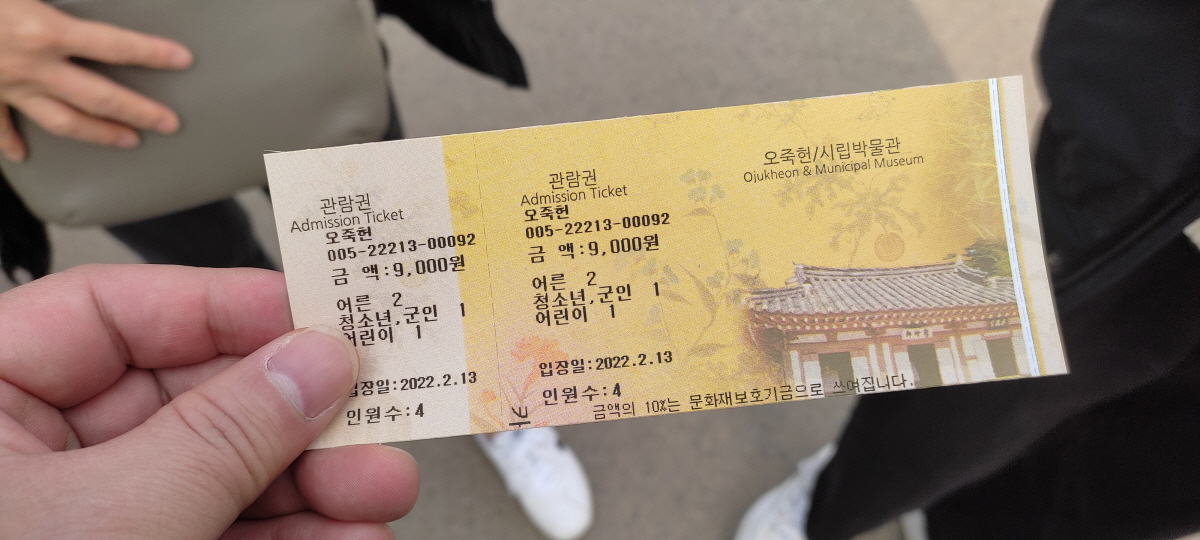 관람권
Admission Ticket
오죽헌
005-22213-00092
금 액:9,000원
어른 2
청소년,군인 1
어린이 1
입장일:2022.2.13
인원수:4
관람권
Admission Ticket
오죽헌
005-22213-00092
금 액:9,000원
어른 2
청소년,군인 1
어린이 1
입장일:2022.2.13
인원수:4
오죽헌/시립박물관
Ojukheon & Municipal Museum
금액의 10%는 문화재보호기금으로 쓰여집니다.